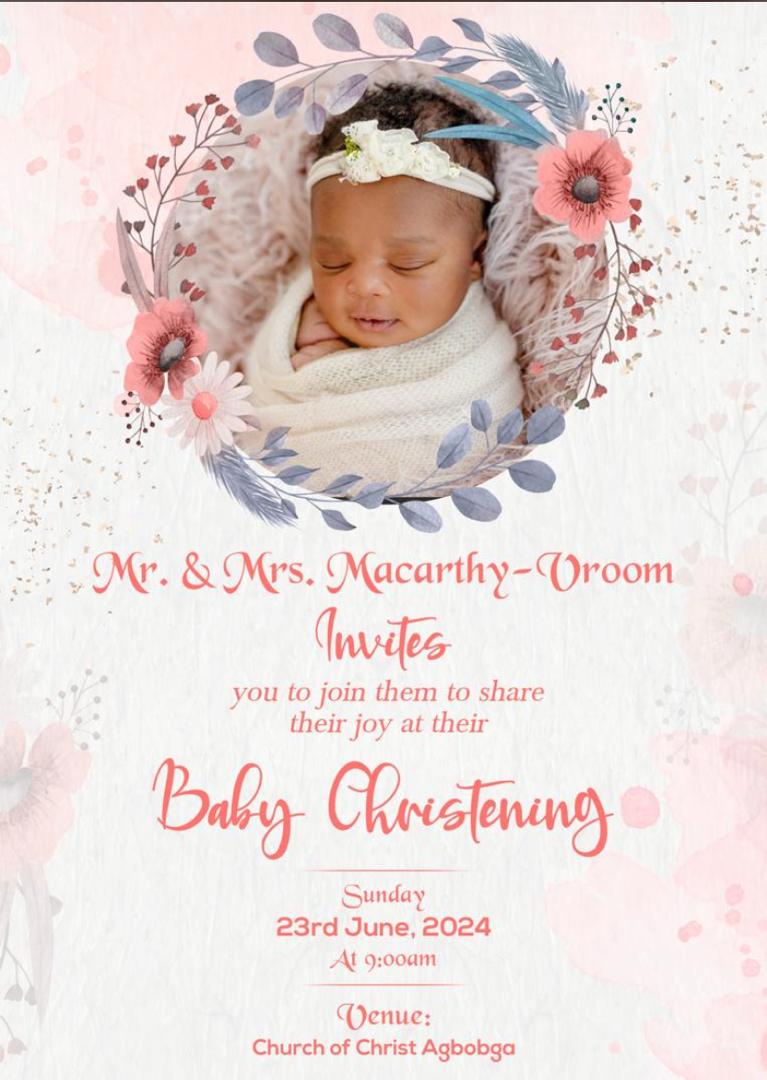 Mr. & Mrs. Macarthy-Vroom
Invites
you to join them to share
their joy at their
Baby Christening
Sunday
23rd June, 2024
At 9:00am
Venue:
Church of Christ Agbobga